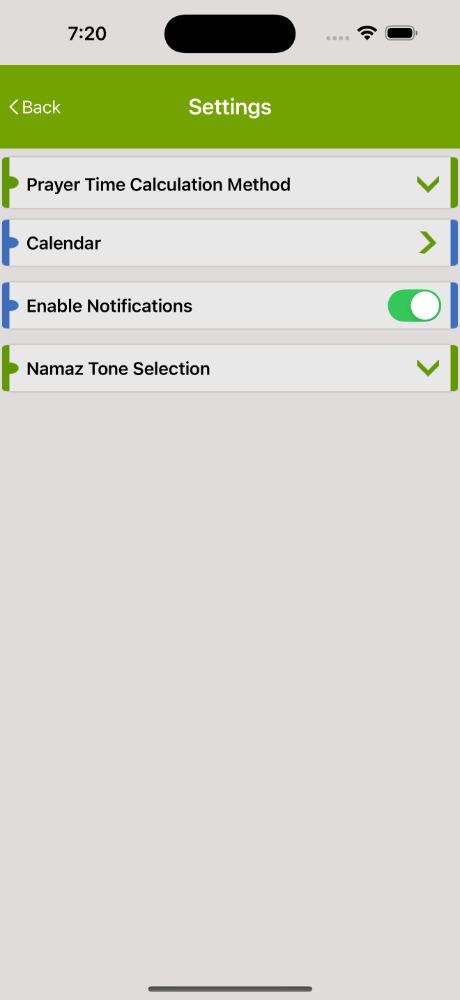 7:20
Back
Settings
Prayer Time Calculation Method
Calendar
Enable Notifications
Namaz Tone Selection